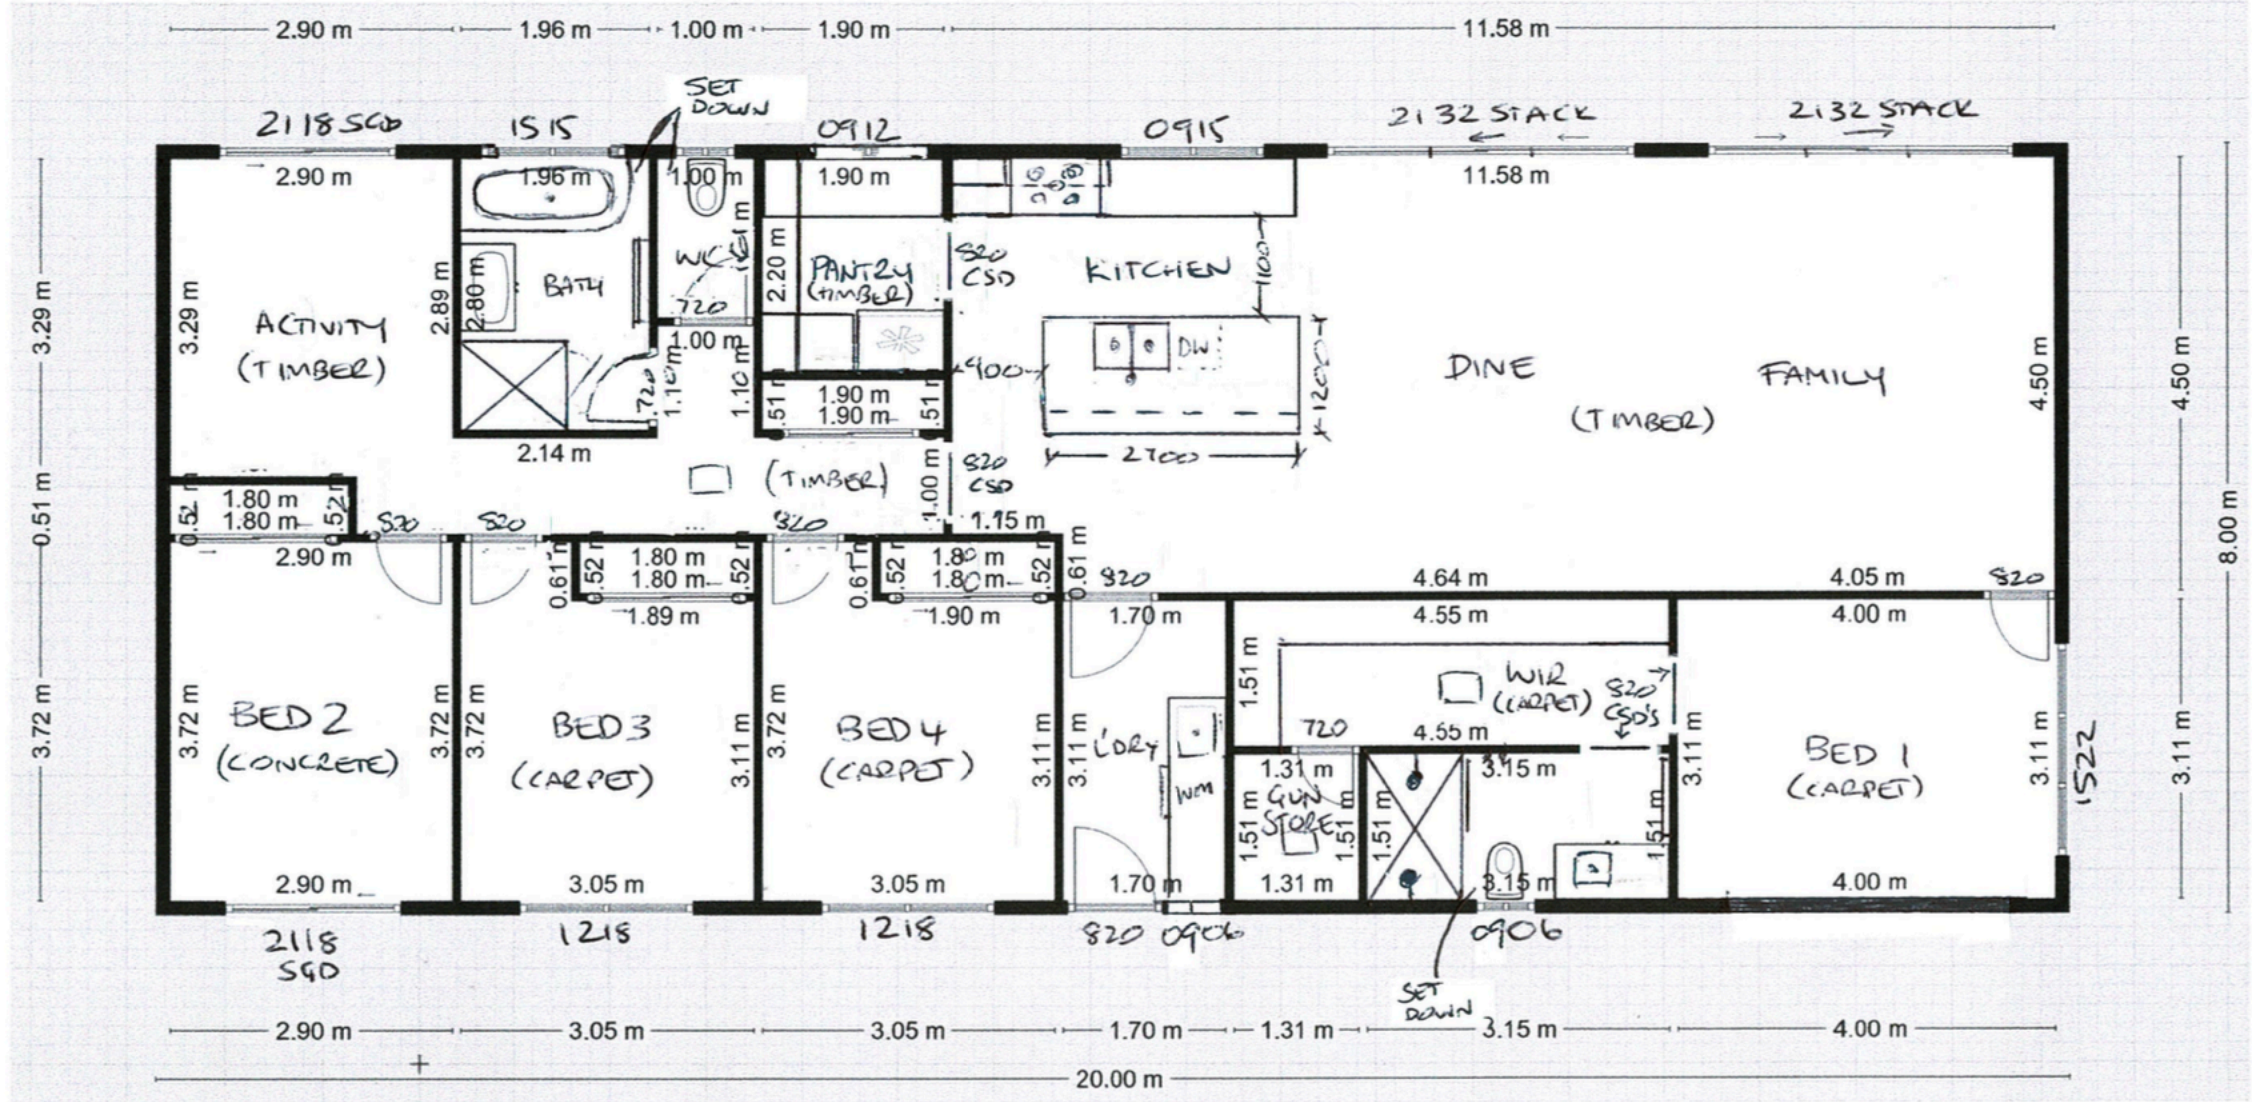 2.90 m 1.96 m 1.00 m 1.90 m 11.58 m
SET
DOWN
2118 SGD 1515 0912 0915 2132 STACK 2132 STACK
2.90 m 1.96 m 1.00 m 1.90 m 11.58 m
3.29 m
3.29 m
ACTIVITY
(TIMBER)
2.89 m
2.80 m
BATH
WC
720
1.00 m
720
1.10 m
1.10 m
2.20 m
PANTRY
(TIMBER)
820
CSD
KITCHEN
1100
DW
900
1200
2700
DINE
FAMILY
(TIMBER)
4.50 m
4.50 m
8.00 m
1.90 m
1.90 m
.51
.51
2.14 m
(TIMBER)
1.00 m
820
CSD
1.15 m
0.51 m
0.52
1.80 m
1.80 m
0.52
820 820 820
2.90 m
0.61 m
0.52
1.80 m
1.80 m
0.52
1.89 m
0.61 m
0.52
1.80 m
1.80 m
0.52
1.90 m
0.61 m
820
1.70 m
4.64 m 4.05 m
820
4.55 m 4.00 m
3.72 m
3.72 m
BED 2
(CONCRETE)
3.72 m
3.72 m
BED 3
(CARPET)
3.11 m
3.72 m
BED 4
(CARPET)
3.11 m
3.11 m
L'DRY
WM
1.51 m
WIR
(CARPET)
820
CSD'S
720
4.55 m
1.31 m
GUN
STORE
1.51 m
1.51 m
1.51 m
3.15 m
1.51 m
3.11 m
BED 1
(CARPET)
3.11 m
1522
3.11 m
2.90 m 3.05 m 3.05 m 1.70 m 1.31 m 3.15 m 4.00 m
2118
SGD
1218 1218 820 0906 0906
SET
DOWN
2.90 m 3.05 m 3.05 m 1.70 m 1.31 m 3.15 m 4.00 m
20.00 m